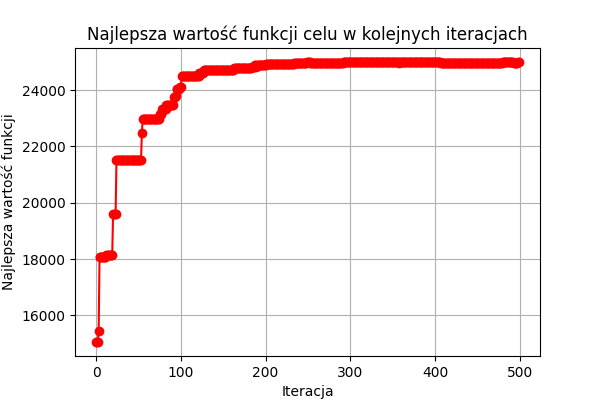 Najlepsza wartość funkcji celu w kolejnych iteracjach
Najlepsza wartość funkcji
24000
22000
20000
18000
16000
0 100 200 300 400 500
Iteracja